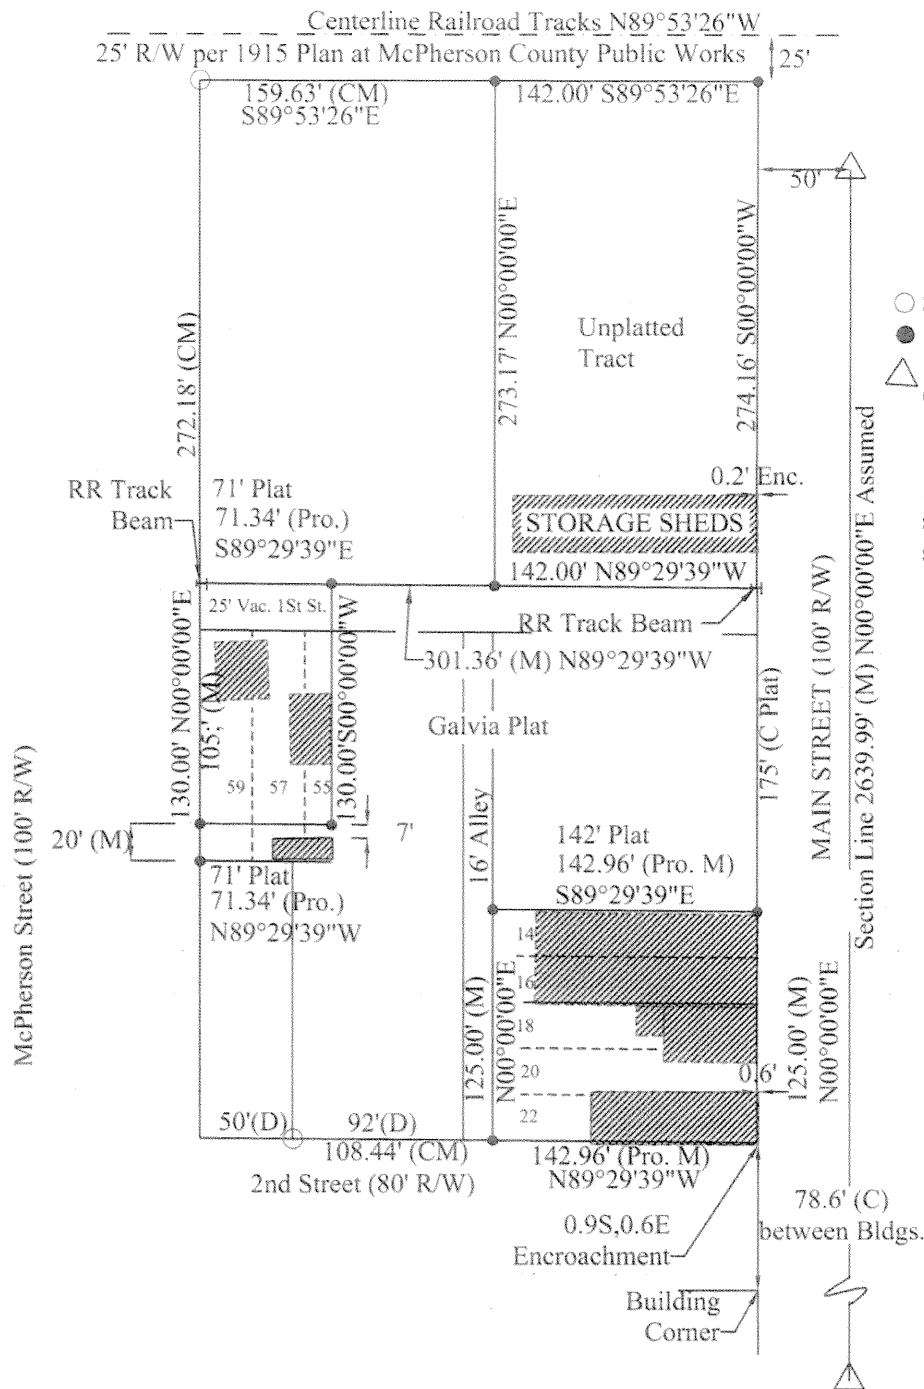 Centerline Railroad Tracks N89°53'26"W
25' R/W per 1915 Plan at McPherson County Public Works
25'
159.63' (CM)
S89°53'26"E
142.00' S89°53'26"E
50'
272.18' (CM)
273.17' N00°00'00"E
274.16' S00°00'00"W
Unplatted
Tract
0.2' Enc.
RR Track
Beam
71' Plat
71.34' (Pro.)
S89°29'39"E
STORAGE SHEDS
142.00' N89°29'39"W
25' Vac. 1St St.
RR Track Beam
301.36' (M) N89°29'39"W
130.00' N00°00'00"E
105;' (M)
130.00'S00°00'00"W
Galvia Plat
175' (C Plat)
MAIN STREET (100' R/W)
Section Line 2639.99' (M) N00°00'00"E Assumed
McPherson Street (100' R/W)
59
57
55
20' (M)
7'
16' Alley
71' Plat
71.34' (Pro.)
N89°29'39"W
142' Plat
142.96' (Pro. M)
S89°29'39"E
14
16
18
20
22
125.00' (M)
N00°00'00"E
0.6'
125.00' (M)
N00°00'00"E
50'(D)
92'(D)
108.44' (CM)
2nd Street (80' R/W)
142.96' (Pro. M)
N89°29'39"W
0.9S,0.6E
Encroachment
78.6' (C)
between Bldgs.
Building
Corner